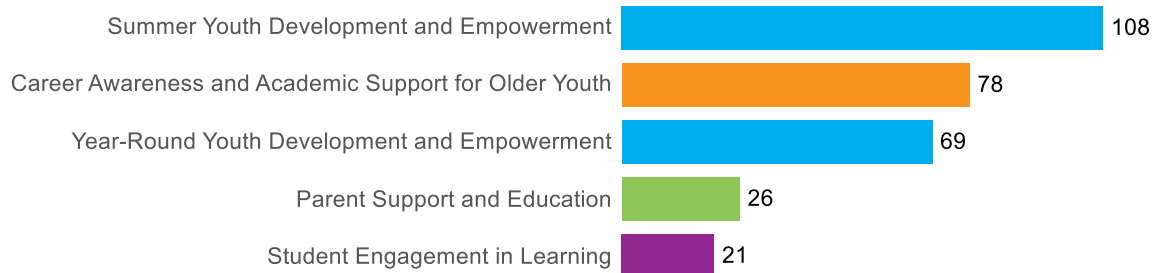 Summer Youth Development and Empowerment 108
Career Awareness and Academic Support for Older Youth 78
Year-Round Youth Development and Empowerment 69
Parent Support and Education 26
Student Engagement in Learning 21